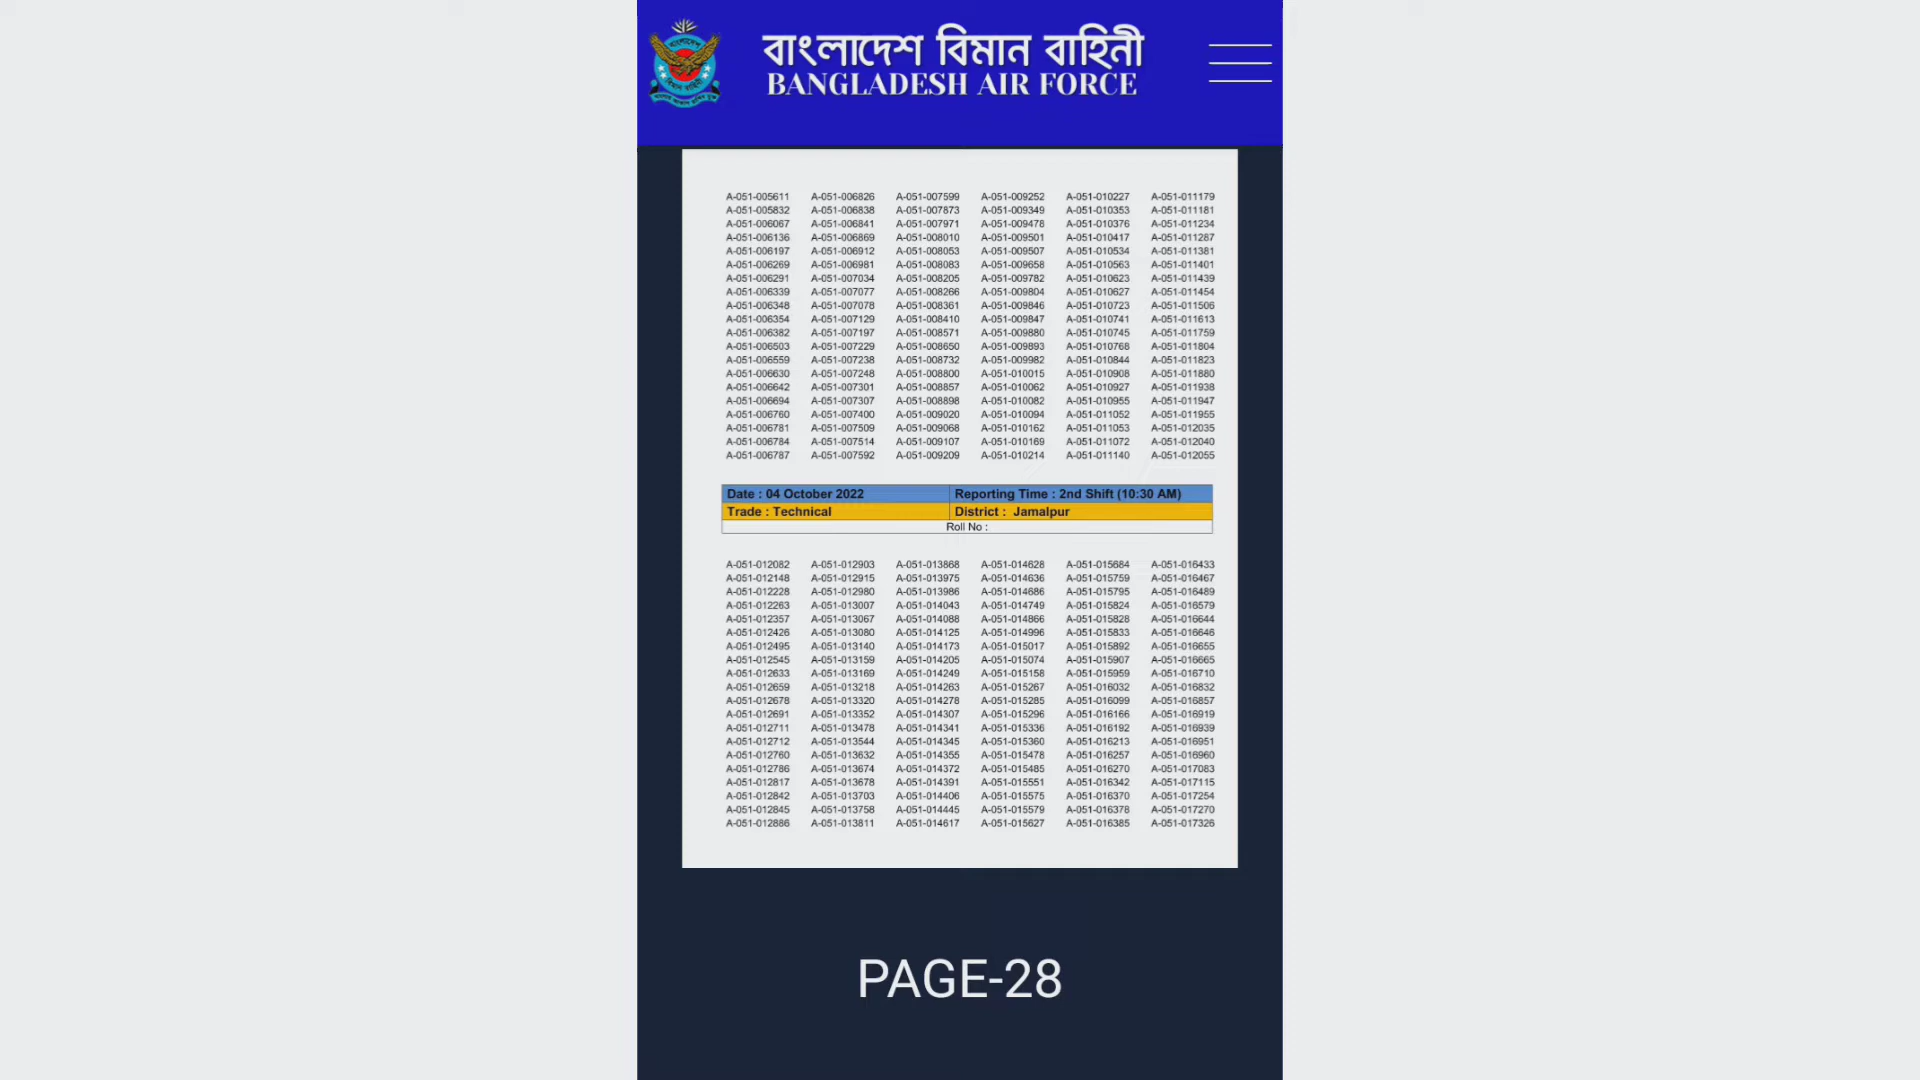 বাংলাদেশ বিমান বাহিনী
BANGLADESH AIR FORCE
A-051-005611 A-051-006826 A-051-007599 A-051-009252 A-051-010227 A-051-011179
A-051-005832 A-051-006838 A-051-007873 A-051-009349 A-051-010353 A-051-011181
A-051-006067 A-051-006841 A-051-007971 A-051-009478 A-051-010376 A-051-011234
A-051-006136 A-051-006869 A-051-008010 A-051-009501 A-051-010417 A-051-011287
A-051-006197 A-051-006912 A-051-008053 A-051-009507 A-051-010534 A-051-011381
A-051-006269 A-051-006981 A-051-008083 A-051-009658 A-051-010563 A-051-011401
A-051-006291 A-051-007034 A-051-008205 A-051-009782 A-051-010623 A-051-011439
A-051-006339 A-051-007077 A-051-008266 A-051-009804 A-051-010627 A-051-011454
A-051-006348 A-051-007078 A-051-008361 A-051-009846 A-051-010723 A-051-011506
A-051-006354 A-051-007129 A-051-008410 A-051-009847 A-051-010741 A-051-011613
A-051-006382 A-051-007197 A-051-008571 A-051-009880 A-051-010745 A-051-011759
A-051-006503 A-051-007229 A-051-008650 A-051-009893 A-051-010768 A-051-011804
A-051-006559 A-051-007238 A-051-008732 A-051-009982 A-051-010844 A-051-011823
A-051-006630 A-051-007248 A-051-008800 A-051-010015 A-051-010908 A-051-011880
A-051-006642 A-051-007301 A-051-008857 A-051-010062 A-051-010927 A-051-011938
A-051-006694 A-051-007307 A-051-008898 A-051-010082 A-051-010955 A-051-011947
A-051-006760 A-051-007400 A-051-009020 A-051-010094 A-051-011052 A-051-011955
A-051-006781 A-051-007509 A-051-009068 A-051-010162 A-051-011053 A-051-012035
A-051-006784 A-051-007514 A-051-009107 A-051-010169 A-051-011072 A-051-012040
A-051-006787 A-051-007592 A-051-009209 A-051-010214 A-051-011140 A-051-012055
Date : 04 October 2022 Reporting Time : 2nd Shift (10:30 AM)
Trade : Technical District : Jamalpur
Roll No :
A-051-012082 A-051-012903 A-051-013868 A-051-014628 A-051-015684 A-051-016433
A-051-012148 A-051-012915 A-051-013975 A-051-014636 A-051-015759 A-051-016467
A-051-012228 A-051-012980 A-051-013986 A-051-014686 A-051-015795 A-051-016489
A-051-012263 A-051-013007 A-051-014043 A-051-014749 A-051-015824 A-051-016579
A-051-012357 A-051-013067 A-051-014088 A-051-014866 A-051-015828 A-051-016644
A-051-012426 A-051-013080 A-051-014125 A-051-014996 A-051-015833 A-051-016646
A-051-012495 A-051-013140 A-051-014173 A-051-015017 A-051-015892 A-051-016655
A-051-012545 A-051-013159 A-051-014205 A-051-015074 A-051-015907 A-051-016665
A-051-012633 A-051-013169 A-051-014249 A-051-015158 A-051-015959 A-051-016710
A-051-012659 A-051-013218 A-051-014263 A-051-015267 A-051-016032 A-051-016832
A-051-012678 A-051-013320 A-051-014278 A-051-015285 A-051-016099 A-051-016857
A-051-012691 A-051-013352 A-051-014307 A-051-015296 A-051-016166 A-051-016919
A-051-012711 A-051-013478 A-051-014341 A-051-015336 A-051-016192 A-051-016939
A-051-012712 A-051-013544 A-051-014345 A-051-015360 A-051-016213 A-051-016951
A-051-012760 A-051-013632 A-051-014355 A-051-015478 A-051-016257 A-051-016960
A-051-012786 A-051-013674 A-051-014372 A-051-015485 A-051-016270 A-051-017083
A-051-012817 A-051-013678 A-051-014391 A-051-015551 A-051-016342 A-051-017115
A-051-012842 A-051-013703 A-051-014406 A-051-015575 A-051-016370 A-051-017254
A-051-012845 A-051-013758 A-051-014445 A-051-015579 A-051-016378 A-051-017270
A-051-012886 A-051-013811 A-051-014617 A-051-015627 A-051-016385 A-051-017326
PAGE-28